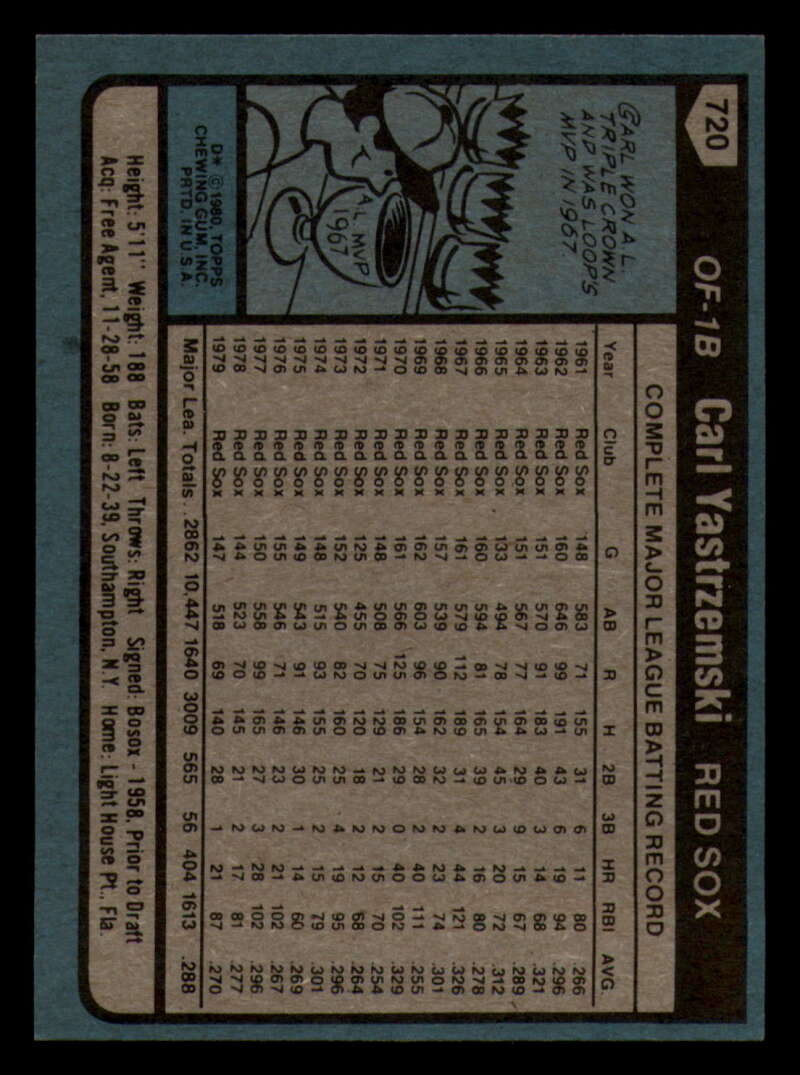 720
OF-1B Carl Yastrzemski RED SOX
CARL WON A.L.
TRIPLE CROWN
AND WAS LOOP'S
MVP IN 1967.
A.L. MVP
1967
D* © 1980, TOPPS
CHEWING GUM, INC.
PRTD. IN U.S.A.
COMPLETE MAJOR LEAGUE BATTING RECORD
Year Club G AB R H 2B 3B HR RBI AVG.
1961 Red Sox 148 583 71 155 31 6 11 80 .266
1962 Red Sox 160 646 99 191 43 6 19 94 .296
1963 Red Sox 151 570 91 183 40 3 14 68 .321
1964 Red Sox 151 567 77 164 29 9 15 67 .289
1965 Red Sox 133 494 78 154 45 3 20 72 .312
1966 Red Sox 160 594 81 165 39 2 16 80 .278
1967 Red Sox 161 579 112 189 31 4 44 121 .326
1968 Red Sox 157 539 90 162 32 2 23 74 .301
1969 Red Sox 162 603 96 154 28 2 40 111 .255
1970 Red Sox 161 566 125 186 29 0 40 102 .329
1971 Red Sox 148 508 75 129 21 2 15 70 .254
1972 Red Sox 125 455 70 120 18 2 12 68 .264
1973 Red Sox 152 540 82 160 25 4 19 95 .296
1974 Red Sox 148 515 93 155 25 2 15 79 .301
1975 Red Sox 149 543 91 146 30 1 14 60 .269
1976 Red Sox 155 546 71 146 23 2 21 102 .267
1977 Red Sox 150 558 99 165 27 3 28 102 .296
1978 Red Sox 144 523 70 145 21 2 17 81 .277
1979 Red Sox 147 518 69 140 28 1 21 87 .270
Major Lea. Totals . . 2862 10,447 1640 3009 565 56 404 1613 .288
Height: 5'11" Weight: 188 Bats: Left Throws: Right Signed: Bosox - 1958. Prior to Draft
Acq: Free Agent, 11-28-58 Born: 8-22-39, Southampton, N.Y. Home: Light House Pt., Fla.